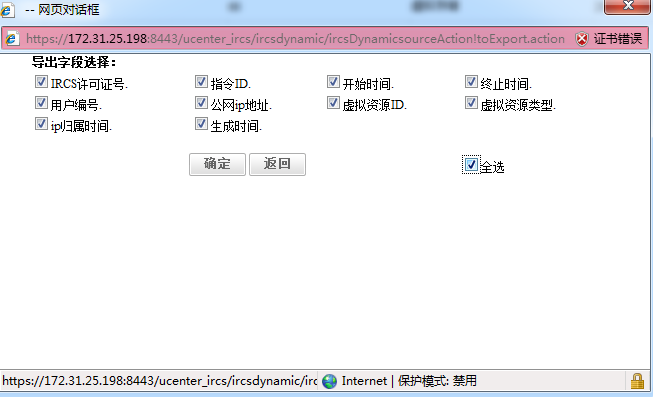 -- 网页对话框
https://172.31.25.198:8443/ucenter_ircs/ircsdynamic/ircsDynamicsourceAction!toExport.action 证书错误
导出字段选择：
IRCS许可证号. 指令ID. 开始时间. 终止时间.
用户编号. 公网ip地址. 虚拟资源ID. 虚拟资源类型.
ip归属时间. 生成时间.
确定 返回 全选
https://172.31.25.198:8443/ucenter_ircs/ircsdynamic/irc Internet | 保护模式: 禁用